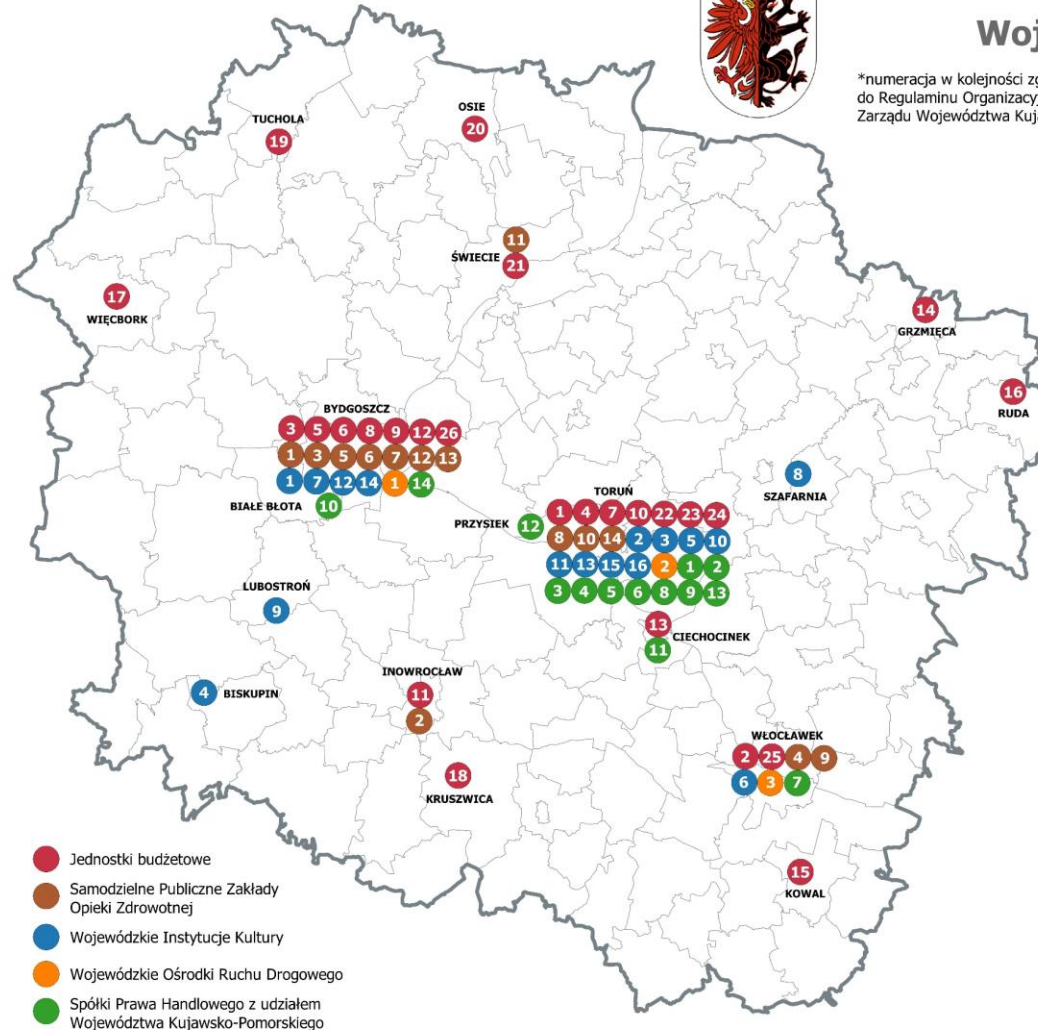 Woj
*numeracja w kolejności zg
do Regulaminu Organizacyj
Zarządu Województwa Kuja
OSIE
20
TUCHOLA
19
11
ŚWIECIE
21
17
WIĘCBORK
14
GRZMIĘCA
16
RUDA
BYDGOSZCZ
3 5 6 8 9 12 26
1 3 5 6 7 12 13
1 7 12 14 1 14
BIAŁE BŁOTA
10
8
SZAFARNIA
TORUŃ
PRZYSIEK
12
1 4 7 10 22 23 24
8 10 14 2 3 5 10
11 13 15 16 2 1 2
3 4 5 6 8 9 13
LUBOSTROŃ
9
13
CIECHOCINEK
11
4
BISKUPIN
INOWROCŁAW
11
2
WŁOCŁAWEK
2 25 4 9
6 3 7
18
KRUSZWICA
15
KOWAL
Jednostki budżetowe
Samodzielne Publiczne Zakłady
Opieki Zdrowotnej
Wojewódzkie Instytucje Kultury
Wojewódzkie Ośrodki Ruchu Drogowego
Spółki Prawa Handlowego z udziałem
Województwa Kujawsko-Pomorskiego